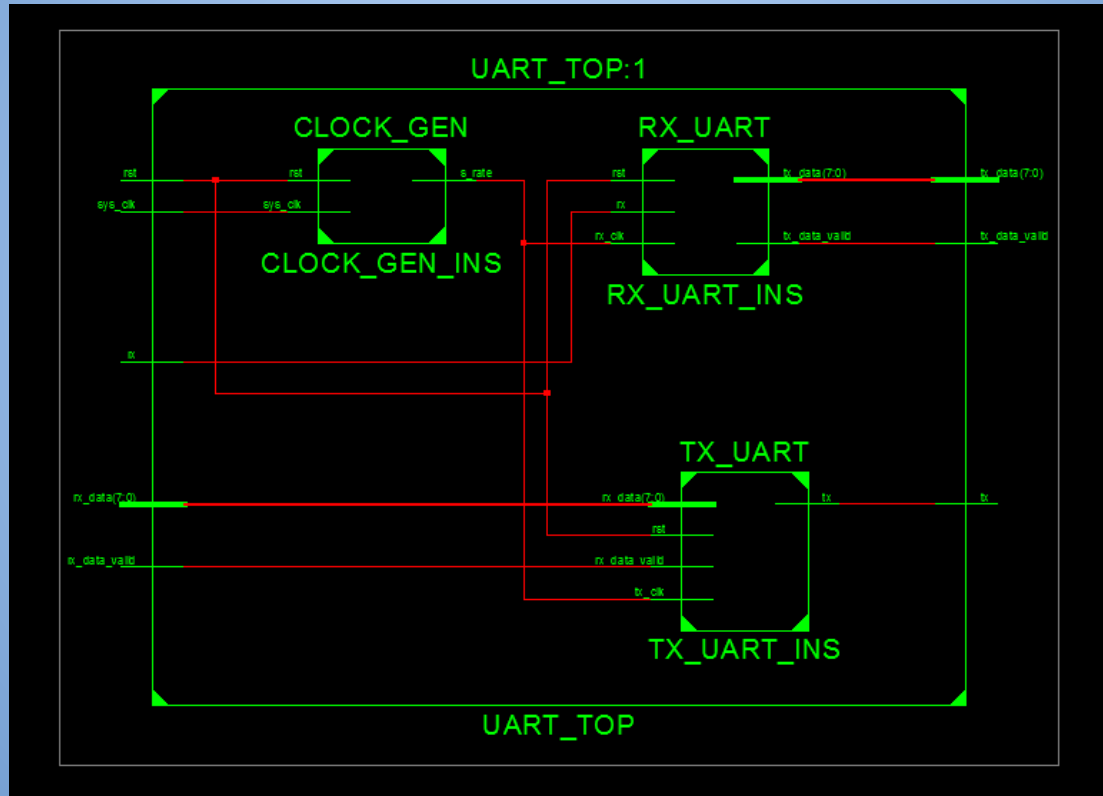 UART_TOP:1
CLOCK_GEN
RX_UART
rst
rst
s_rate
rst
tx_data(7:0)
tx_data(7:0)
sys_clk
sys_clk
rx
rx_clk
tx_data_valid
tx_data_valid
CLOCK_GEN_INS
RX_UART_INS
rx
TX_UART
rx_data(7:0)
rx_data(7:0)
tx
tx
rst
rx_data_valid
rx_data_valid
tx_clk
TX_UART_INS
UART_TOP